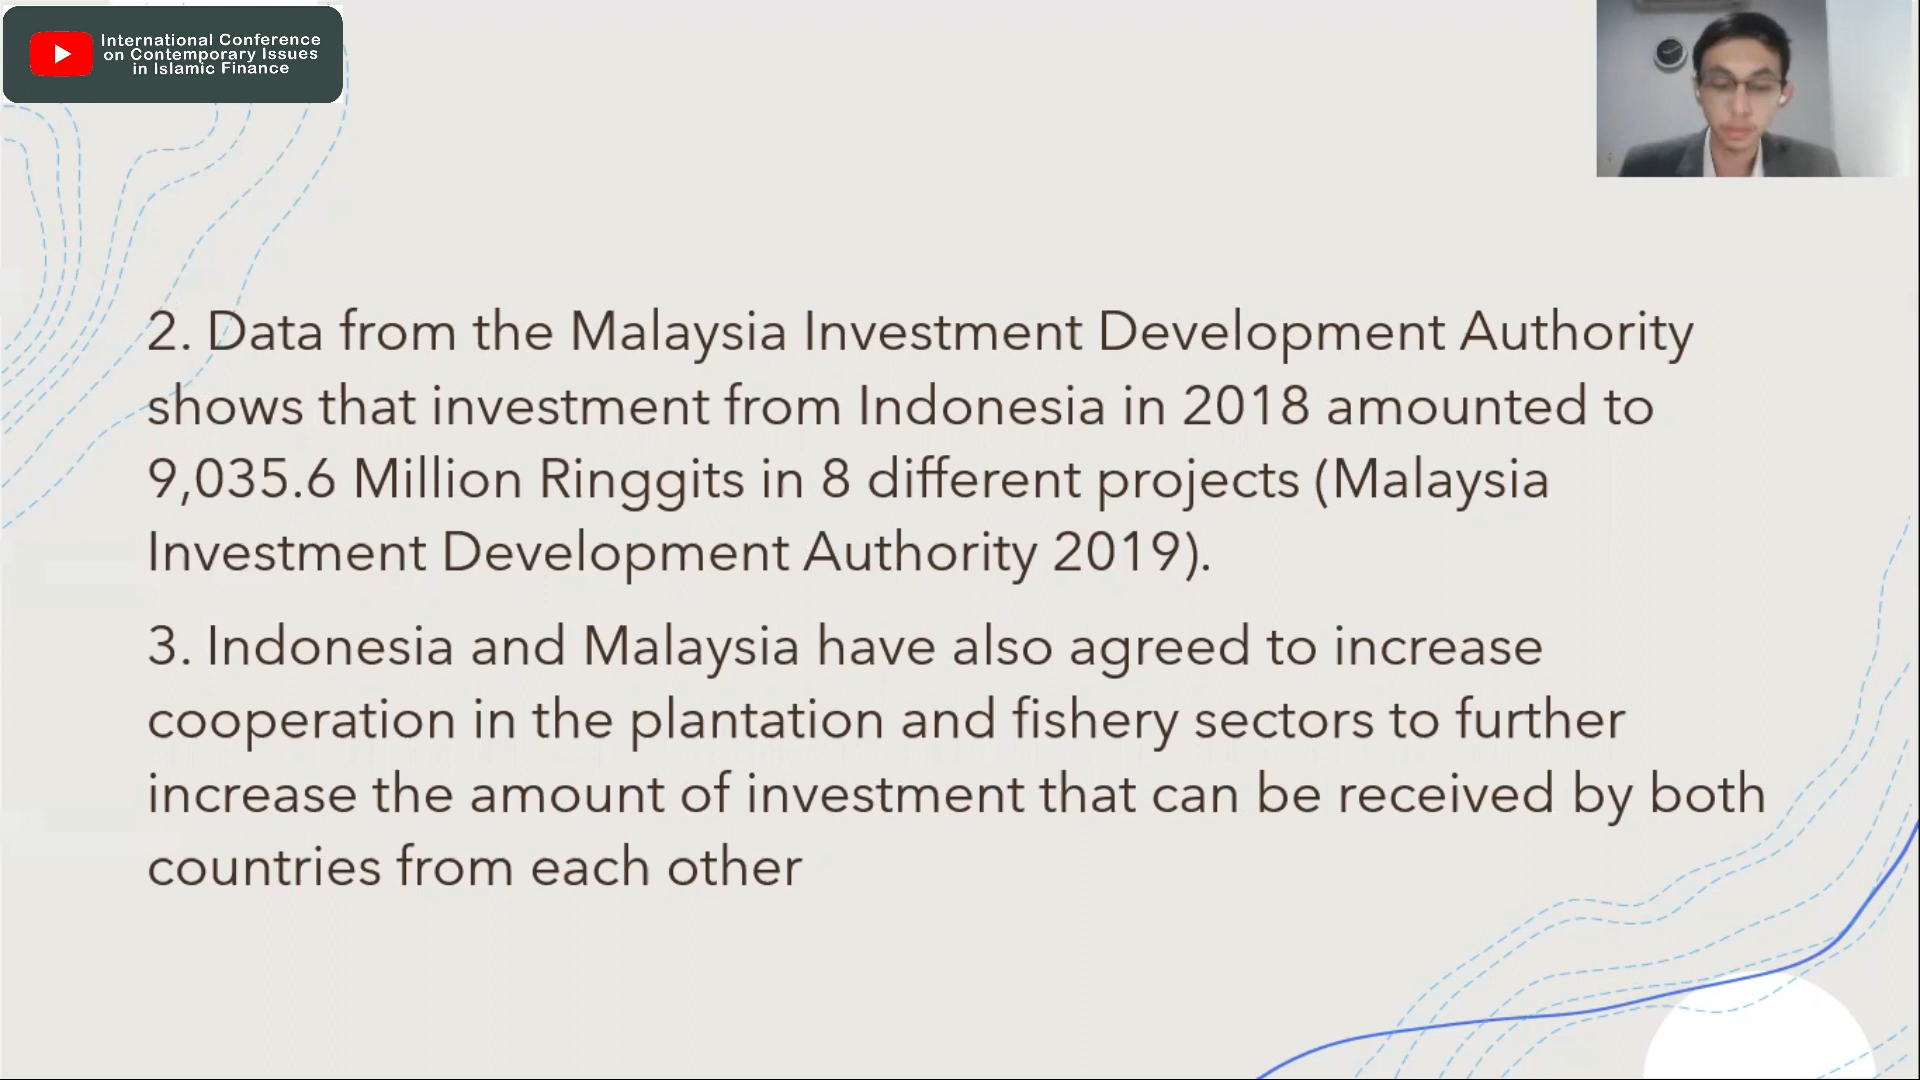 International Conference
on Contemporary Issues
in Islamic Finance
2. Data from the Malaysia Investment Development Authority
shows that investment from Indonesia in 2018 amounted to
9,035.6 Million Ringgits in 8 different projects (Malaysia
Investment Development Authority 2019).
3. Indonesia and Malaysia have also agreed to increase
cooperation in the plantation and fishery sectors to further
increase the amount of investment that can be received by both
countries from each other